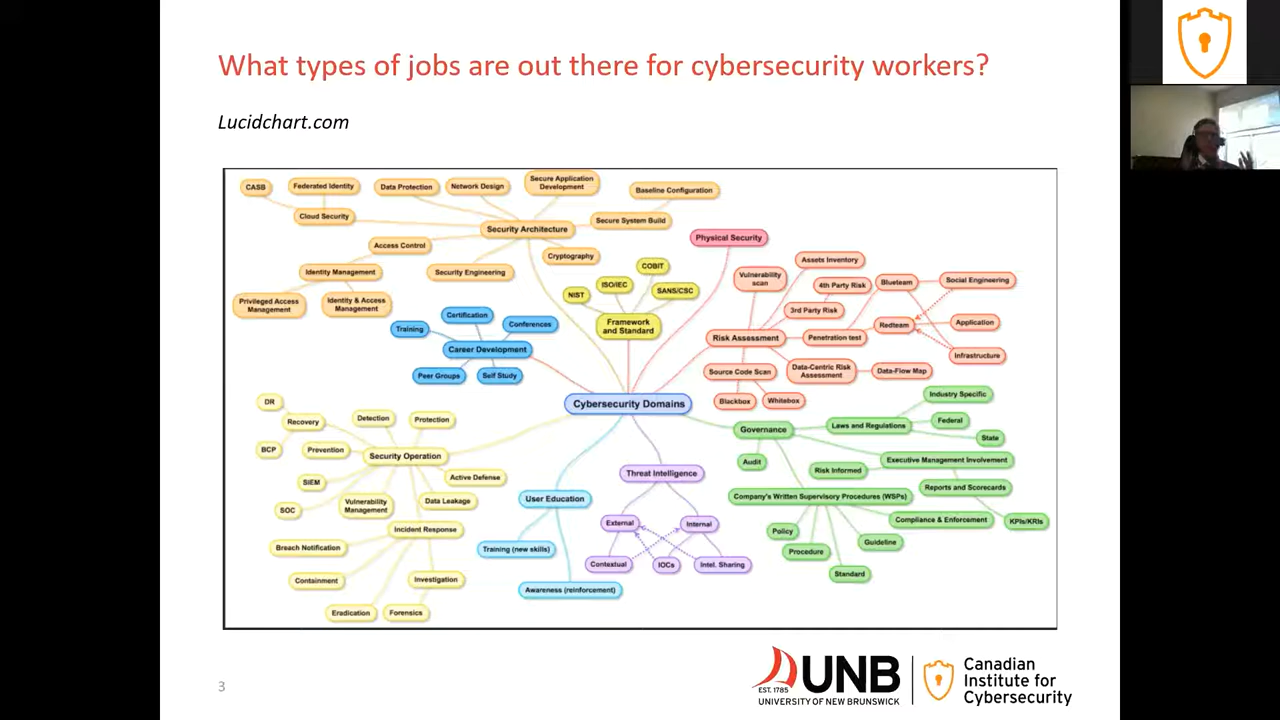 What types of jobs are out there for cybersecurity workers?
Lucidchart.com
CASB
Federated Identity
Data Protection
Network Design
Secure Application
Development
Baseline Configuration
Cloud Security
Security Architecture
Secure System Build
Access Control
Cryptography
Identity Management
Security Engineering
Privileged Access
Management
Identity & Access
Management
Physical Security
COBIT
ISO/IEC
NIST
SANS/CSC
Framework
and Standard
Certification
Training
Conferences
Career Development
Peer Groups
Self Study
Assets Inventory
Vulnerability
scan
4th Party Risk
Blueteam
Social Engineering
3rd Party Risk
Redteam
Application
Risk Assessment
Penetration test
Infrastructure
Source Code Scan
Data-Centric Risk
Assessment
Data-Flow Map
Blackbox
Whitebox
Cybersecurity Domains
DR
Recovery
Detection
Protection
BCP
Prevention
Security Operation
SIEM
Active Defense
SOC
Vulnerability
Management
Data Leakage
Incident Response
Breach Notification
Containment
Investigation
Eradication
Forensics
User Education
Training (new skills)
Awareness (reinforcement)
Threat Intelligence
External
Internal
Contextual
IOCs
Intel. Sharing
Governance
Laws and Regulations
Industry Specific
Federal
State
Audit
Executive Management Involvement
Risk Informed
Reports and Scorecards
Company's Written Supervisory Procedures (WSPs)
KPIs/KRIs
Compliance & Enforcement
Policy
Guideline
Procedure
Standard
3
EST. 1785
UNB
UNIVERSITY OF NEW BRUNSWICK
Canadian
Institute for
Cybersecurity